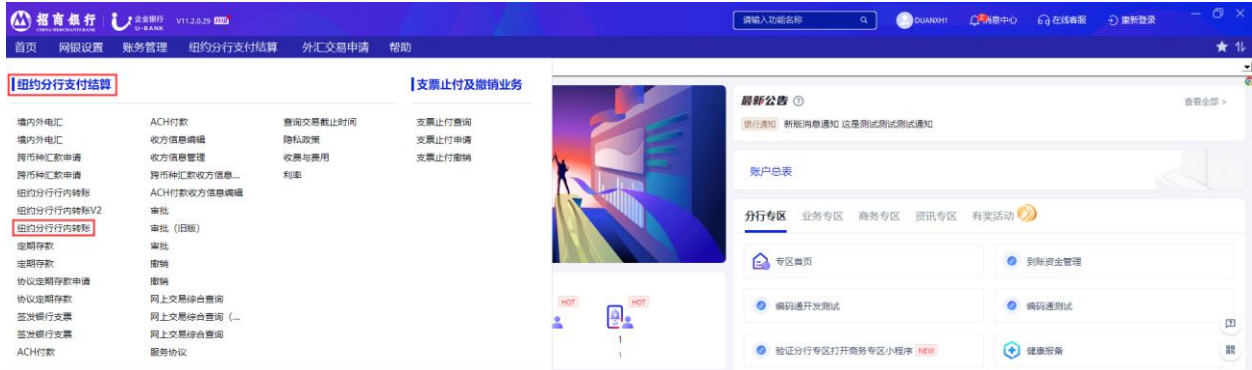 招商银行 企业银行 V11.2.0.29
CHINA MERCHANTS BANK U-BANK
请输入功能名称
DUANXH1 消息中心 在线客服 重新登录
首页 网银设置 账务管理 纽约分行支付结算 外汇交易申请 帮助
纽约分行支付结算
境内外电汇
境内外电汇
跨币种汇款申请
跨币种汇款申请
纽约分行行内转账
纽约分行行内转账V2
纽约分行行内转账
定期存款
定期存款
协议定期存款申请
协议定期存款
签发银行支票
签发银行支票
ACH付款
ACH付款
收方信息编辑
收方信息管理
跨币种汇款收方信息...
ACH付款收方信息编辑
审批
审批（旧版）
审批
撤销
撤销
网上交易综合查询
网上交易综合查询（...
网上交易综合查询
服务协议
查询交易截止时间
隐私政策
收费与费用
利率
支票止付及撤销业务
支票止付查询
支票止付申请
支票止付撤销
HOT
HOT
1
1
最新公告
查看全部 >
银行通知 新版消息通知 这是测试测试测试通知
账户总表
分行专区 业务专区 商务专区 资讯专区 有奖活动
专区首页
到账资金管理
编码通开发测试
编码通测试
验证分行专区打开商务专区小程序 NEW
健康报备